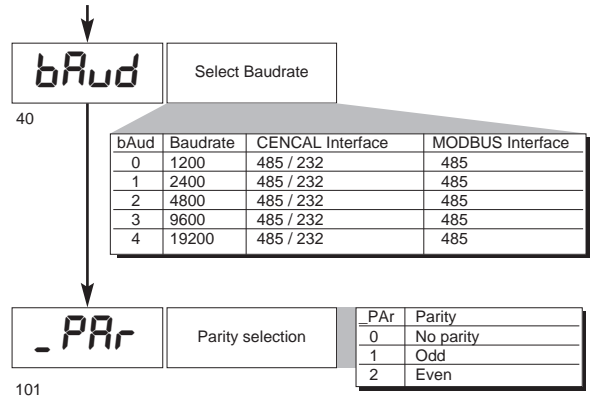 bAud
Select Baudrate
40
bAud Baudrate CENCAL Interface MODBUS Interface
0 1200 485 / 232 485
1 2400 485 / 232 485
2 4800 485 / 232 485
3 9600 485 / 232 485
4 19200 485 / 232 485
_PAr
Parity selection
_PAr Parity
0 No parity
1 Odd
2 Even
101